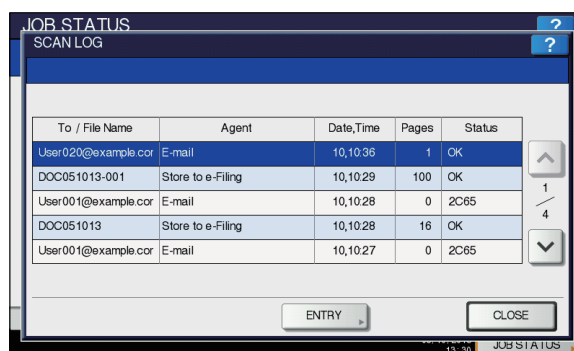 JOB STATUS ?
SCAN LOG ?
To / File Name Agent Date,Time Pages Status
User020@example.cor E-mail 10,10:36 1 OK
DOC051013-001 Store to e-Filing 10,10:29 100 OK
User001@example.cor E-mail 10,10:28 0 2C65
DOC051013 Store to e-Filing 10,10:28 16 OK
User001@example.cor E-mail 10,10:27 0 2C65
1
4
ENTRY CLOSE
13:30 JOB STATUS